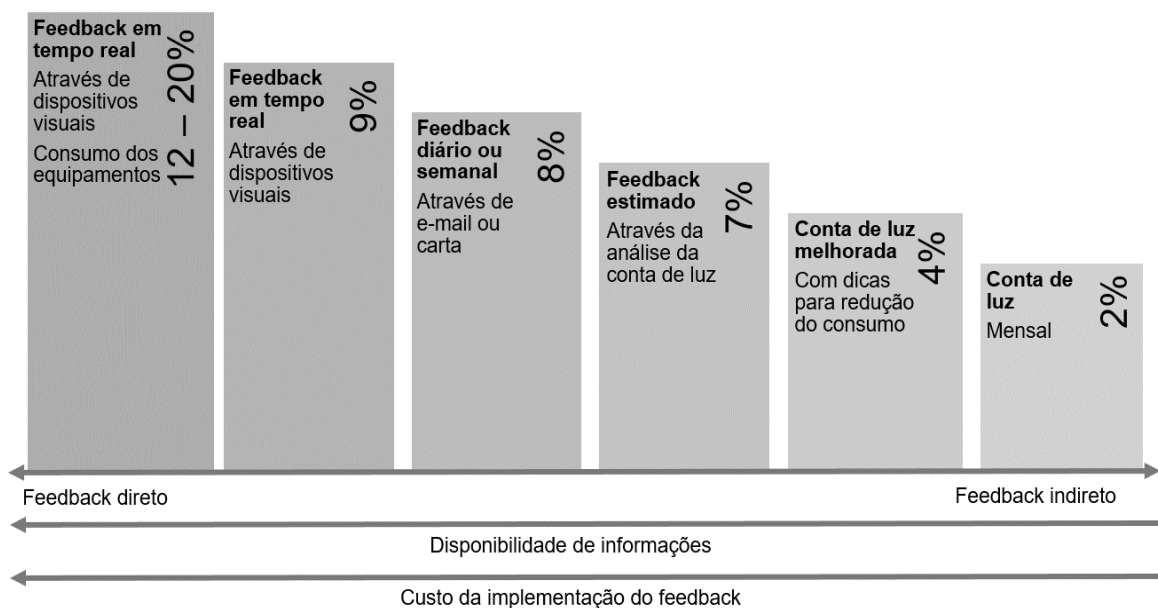 Feedback em
tempo real
Através de
dispositivos
visuais
Consumo dos
equipamentos
12 – 20%
Feedback
em tempo
real
Através de
dispositivos
visuais
9%
Feedback
diário ou
semanal
Através de
e-mail ou
carta
8%
Feedback
estimado
Através da
análise da
conta de luz
7%
Conta de luz
melhorada
Com dicas
para redução
do consumo
4%
Conta de
luz
Mensal
2%
Feedback direto
Feedback indireto
Disponibilidade de informações
Custo da implementação do feedback